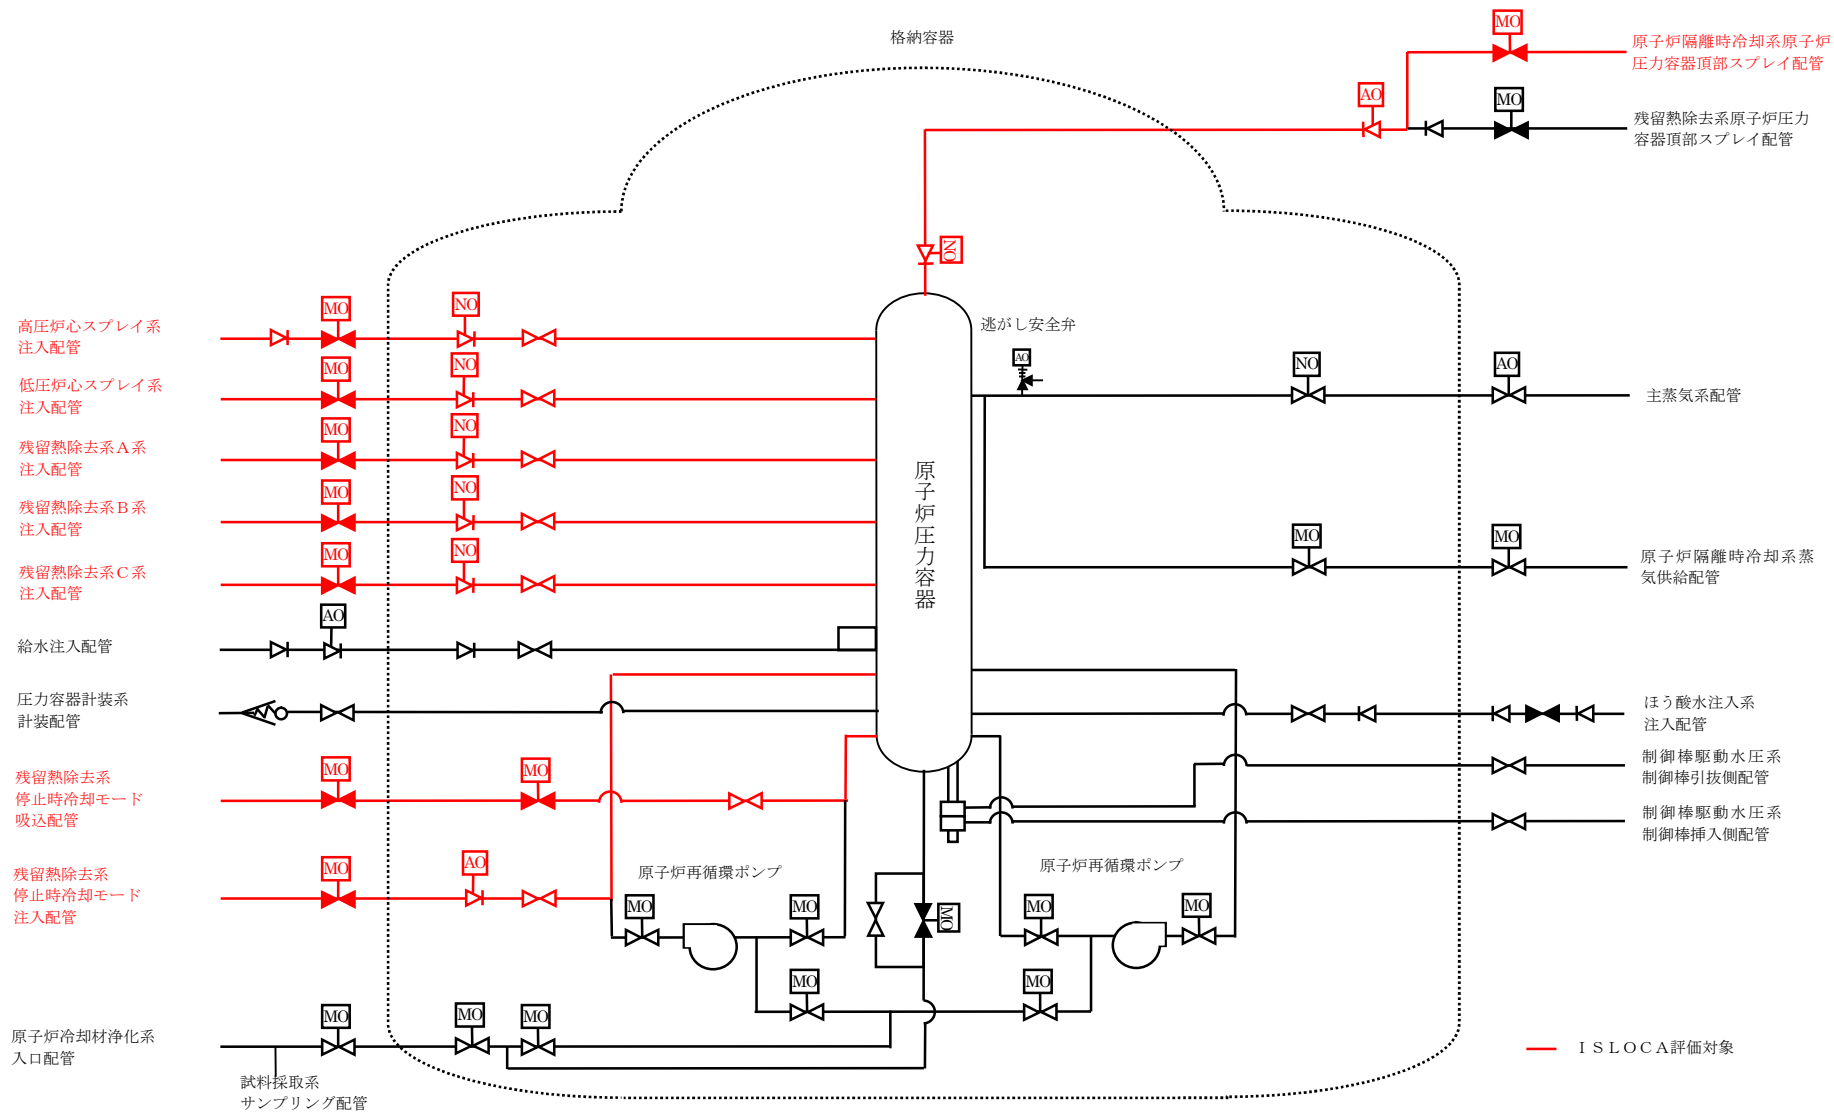 格納容器
MO
原子炉隔離時冷却系原子炉
圧力容器頂部スプレイ配管
AO
MO
残留熱除去系原子炉圧力
容器頂部スプレイ配管
NO
高圧炉心スプレイ系
注入配管
MO
NO
逃がし安全弁
AO
NO
AO
主蒸気系配管
低圧炉心スプレイ系
注入配管
MO
NO
残留熱除去系A系
注入配管
MO
NO
原子炉圧力容器
残留熱除去系B系
注入配管
MO
NO
MO
MO
原子炉隔離時冷却系蒸
気供給配管
残留熱除去系C系
注入配管
MO
NO
給水注入配管
AO
圧力容器計装系
計装配管
ほう酸水注入系
注入配管
残留熱除去系
停止時冷却モード
吸込配管
MO
MO
制御棒駆動水圧系
制御棒引抜側配管
制御棒駆動水圧系
制御棒挿入側配管
残留熱除去系
停止時冷却モード
注入配管
MO
AO
原子炉再循環ポンプ
原子炉再循環ポンプ
MO
MO
MO
MO
MO
MO
MO
原子炉冷却材浄化系
入口配管
MO
MO
MO
ISLOCA評価対象
試料採取系
サンプリング配管